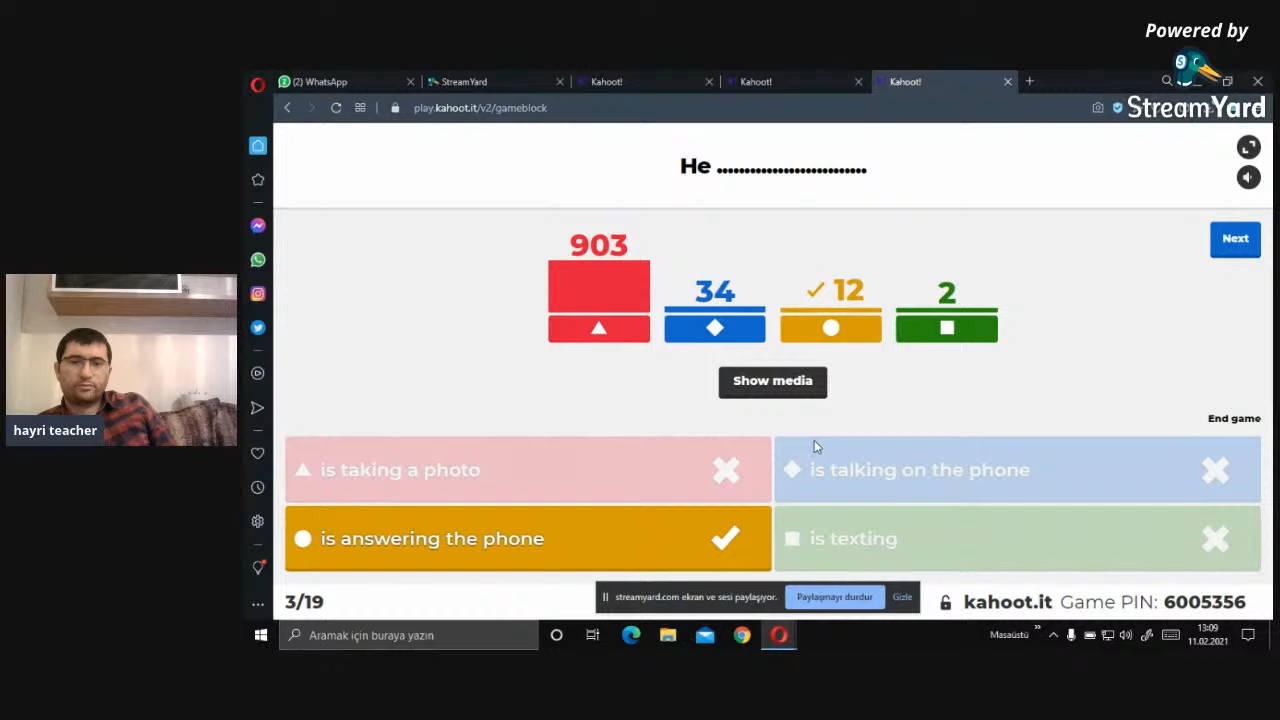 Powered by
StreamYard
(2) WhatsApp
StreamYard
Kahoot!
Kahoot!
Kahoot!
play.kahoot.it/v2/gameblock
He ...........................
Next
903
34
12
2
Show media
End game
is taking a photo
is talking on the phone
is answering the phone
is texting
hayri teacher
3/19
streamyard.com ekran ve sesi paylaşıyor.
Paylaşmayı durdur
Gizle
kahoot.it Game PIN: 6005356
Aramak için buraya yazın
Masaüstü
13:09
11.02.2021